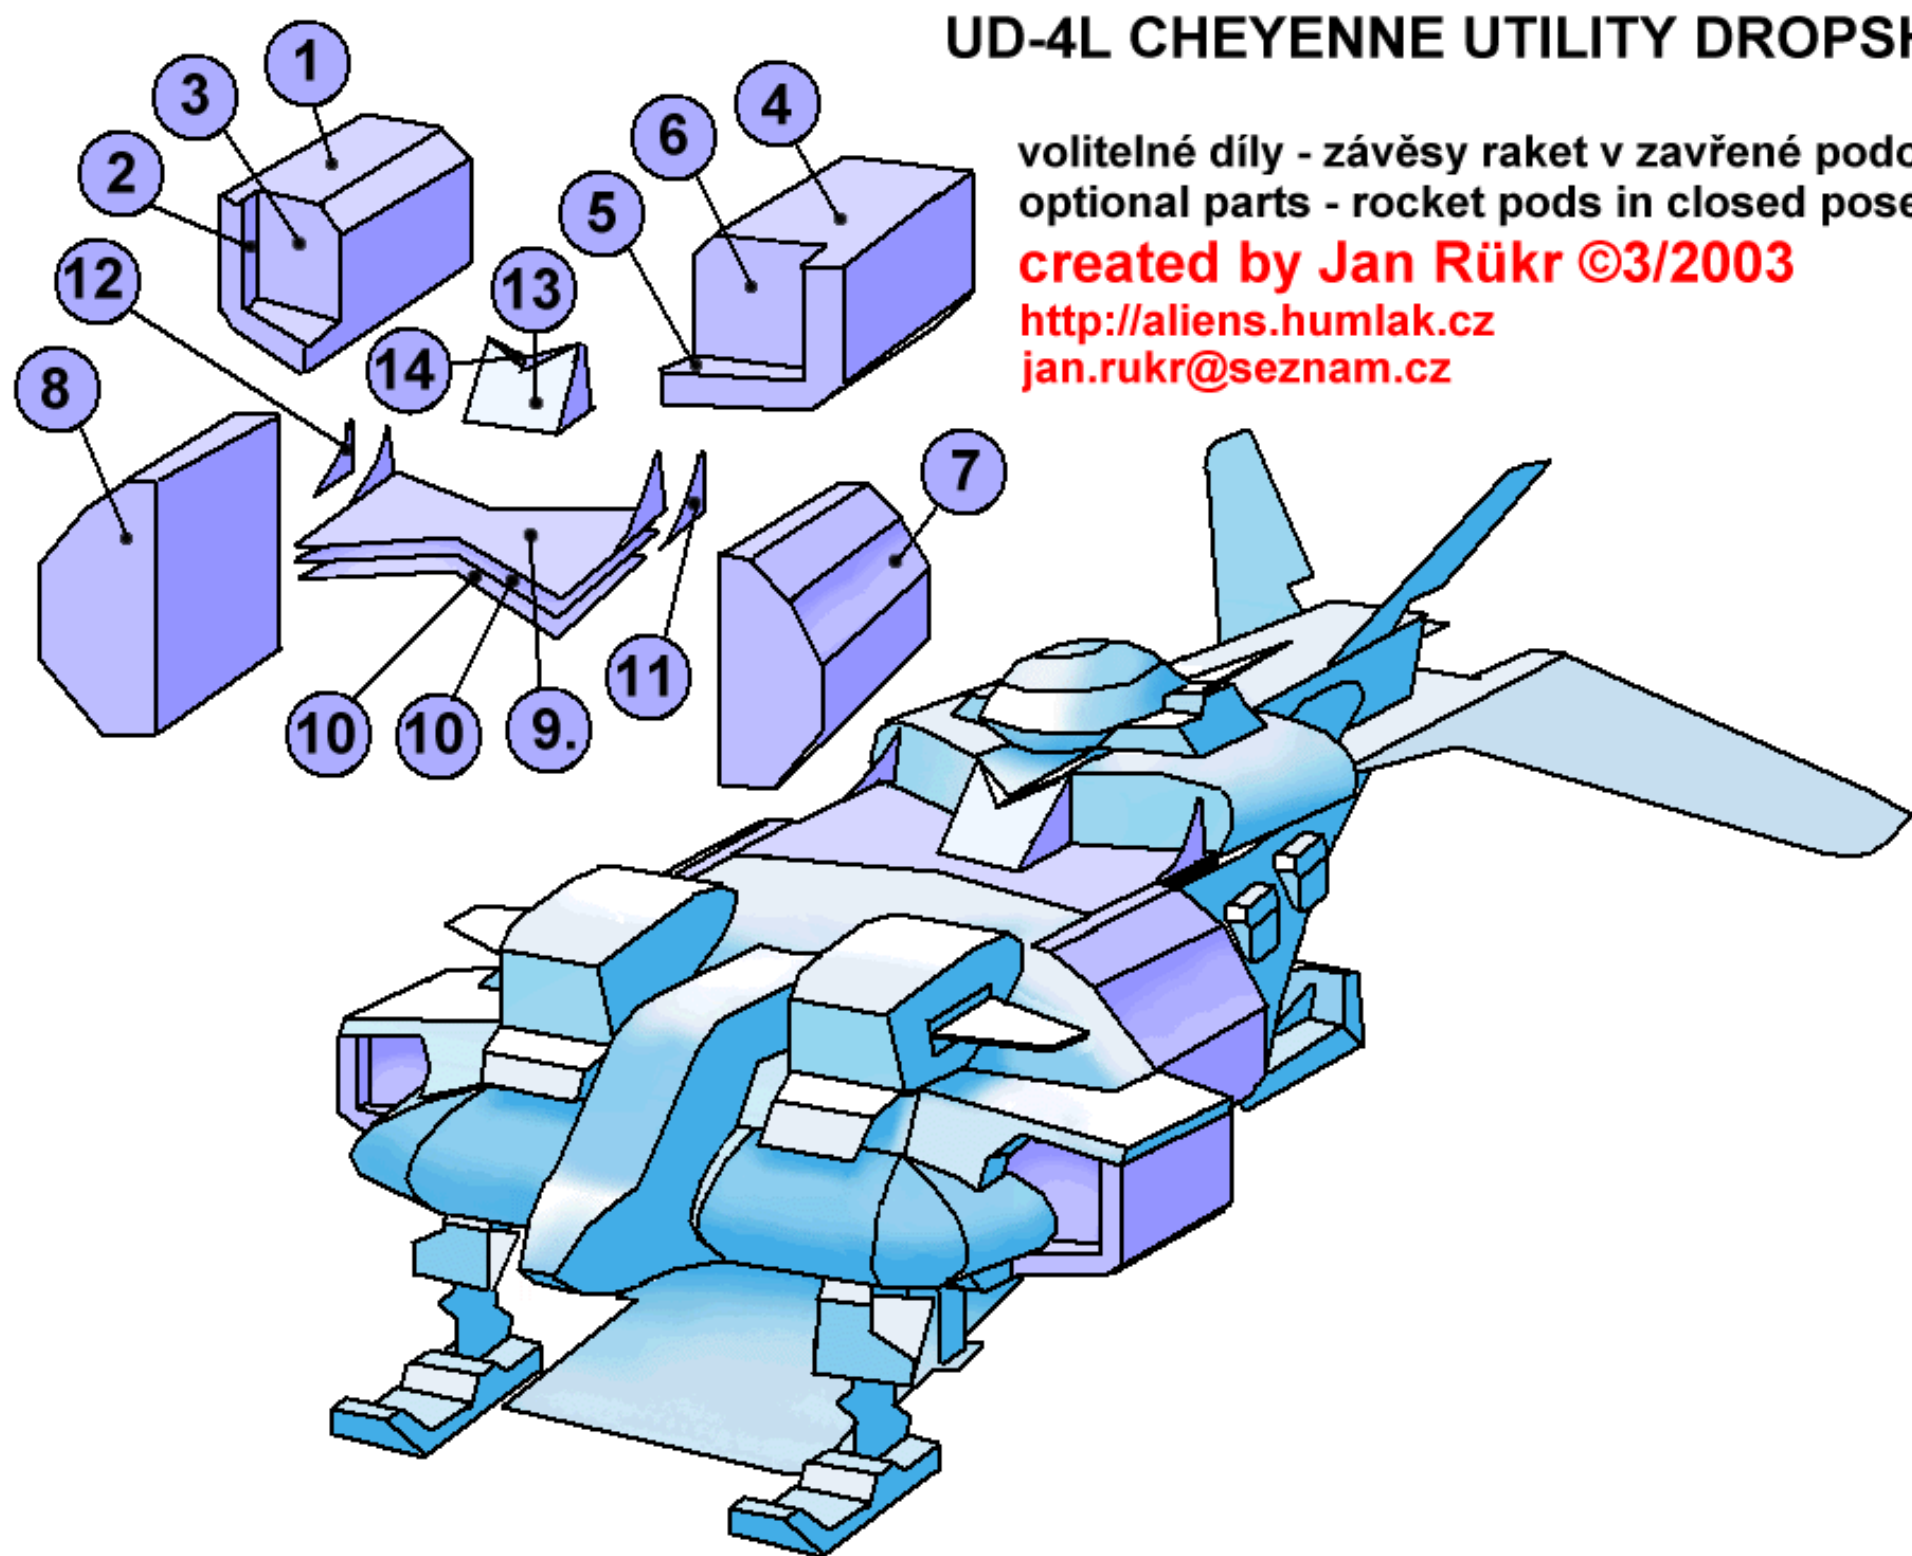 UD-4L CHEYENNE UTILITY
volitelné díly - závěsy raket v zavřené
optional parts - rocket pods in closed pose
created by Jan Rükr ©3/2003
http://aliens.humlak.cz
jan.rukr@seznam.cz
1
3
2
4
6
5
12
13
14
8
7
11
10
10
9.